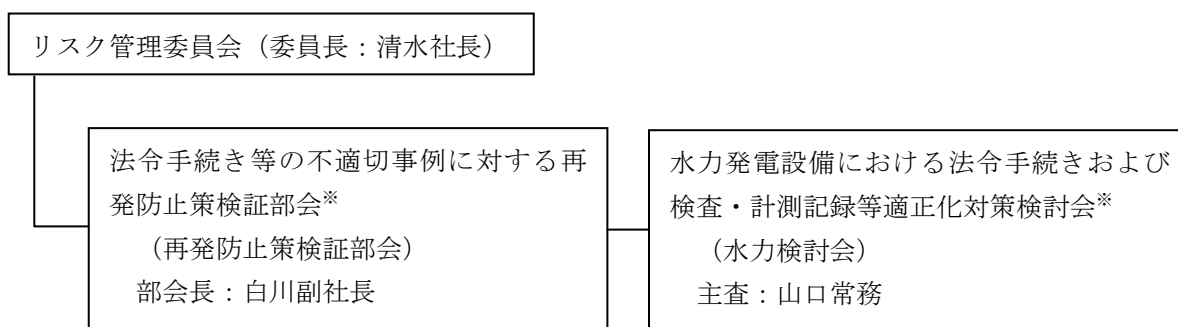 リスク管理委員会（委員長：清水社長）
法令手続き等の不適切事例に対する再
発防止策検証部会※
（再発防止策検証部会）
部会長：白川副社長
水力発電設備における法令手続きおよび
検査・計測記録等適正化対策検討会※
（水力検討会）
主査：山口常務